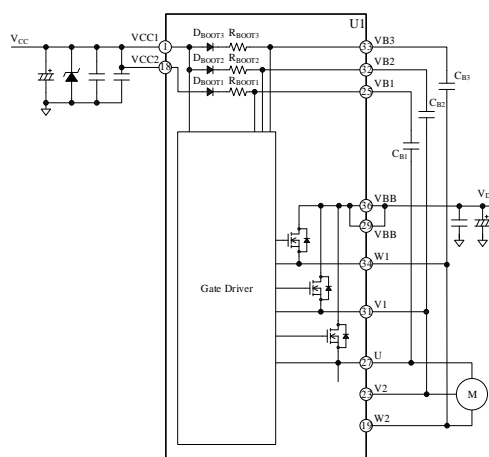 U1
VCC
VCC1
1
DBOOT3
RBOOT3
33
VB3
VCC2
18
DBOOT2
RBOOT2
32
VB2
CB3
DBOOT1
RBOOT1
25
VB1
CB2
CB1
36
VBB
29
VBB
34
W1
Gate Driver
31
V1
27
U
23
V2
M
19
W2